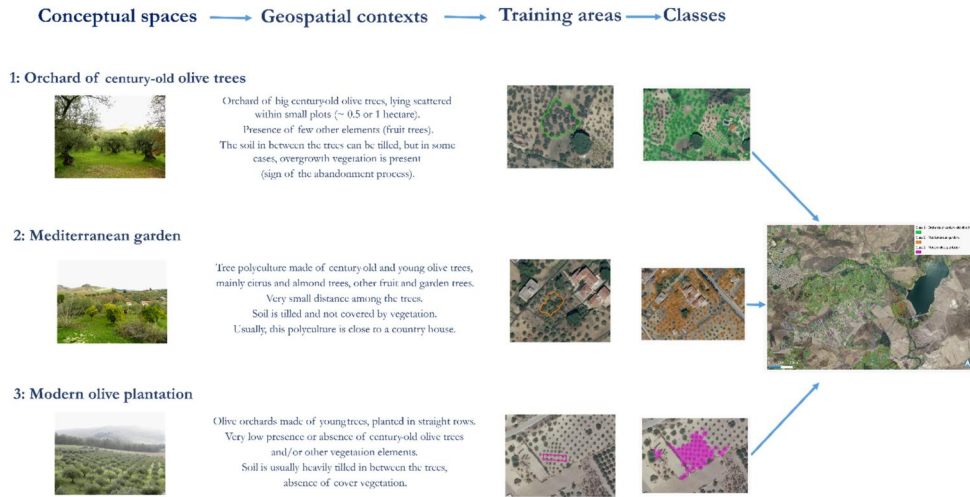 Conceptual spaces Geospatial contexts Training areas Classes
1: Orchard of century-old olive trees
Orchard of big century-old olive trees, lying scattered
within small plots (~ 0.5 or 1 hectare).
Presence of few other elements (fruit trees).
The soil in between the trees can be tilled, but in some
cases, overgrowth vegetation is present
(sign of the abandonment process).
2: Mediterranean garden
Tree polyculture made of century-old and young olive trees,
mainly citrus and almond trees, other fruit and garden trees.
Very small distance among the trees.
Soil is tilled and not covered by vegetation.
Usually, this polyculture is close to a country house.
3: Modern olive plantation
Olive orchards made of young trees, planted in straight rows.
Very low presence or absence of century-old olive trees
and/or other vegetation elements.
Soil is usually heavily tilled in between the trees,
absence of cover vegetation.